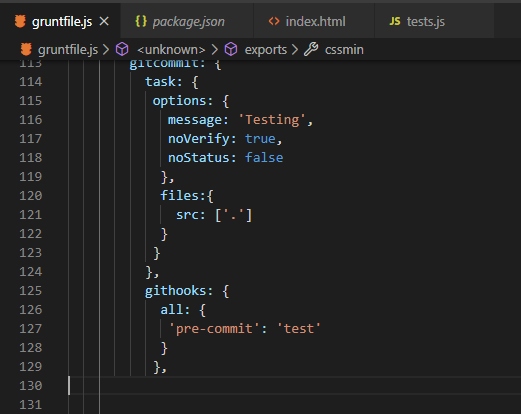 gruntfile.js
package.json
index.html
JS tests.js
gruntfile.js > <unknown> > exports > cssmin
113 gitcommit: {
114 task: {
115 options: {
116 message: 'Testing',
117 noVerify: true,
118 noStatus: false
119 },
120 files:{
121 src: ['.']
122 }
123 }
124 },
125 githooks: {
126 all: {
127 'pre-commit': 'test'
128 }
129 },
130
131